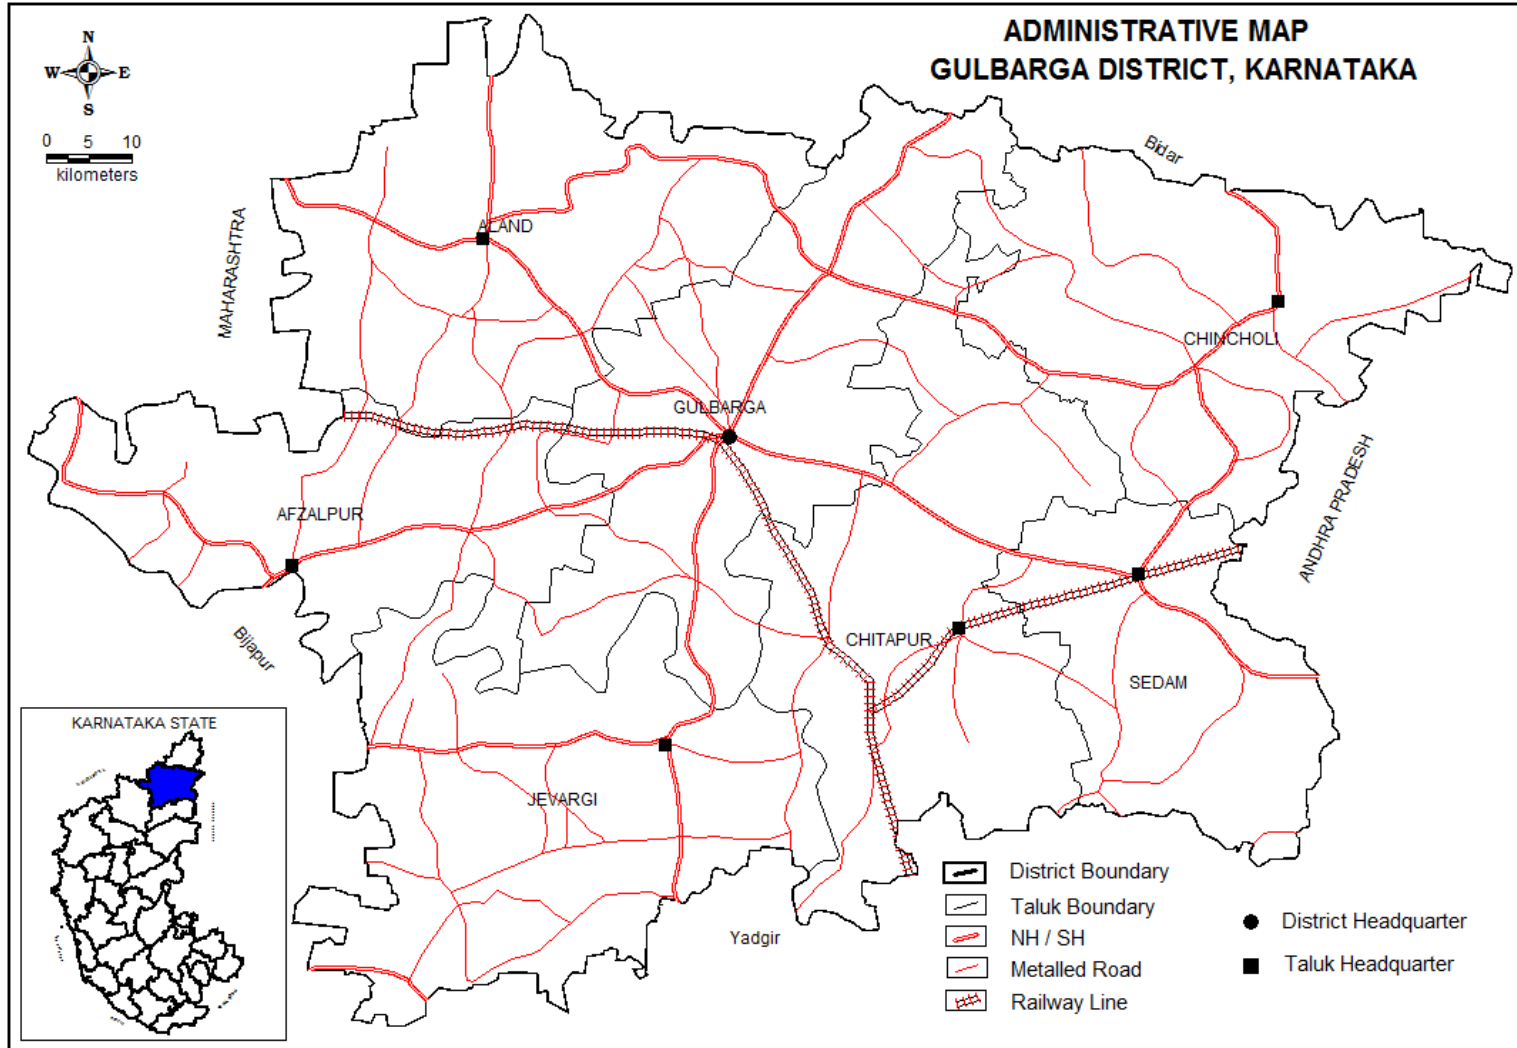 ADMINISTRATIVE MAP
GULBARGA DISTRICT, KARNATAKA
N
W E
S
0 5 10
kilometers
Bidar
MAHARASHTRA
ALAND
CHINCHOLI
GULBARGA
ANDHRA PRADESH
AFZALPUR
Bijapur
CHITAPUR
SEDAM
JEVARGI
Yadgir
KARNATAKA STATE
District Boundary
Taluk Boundary
NH / SH
Metalled Road
Railway Line
District Headquarter
Taluk Headquarter